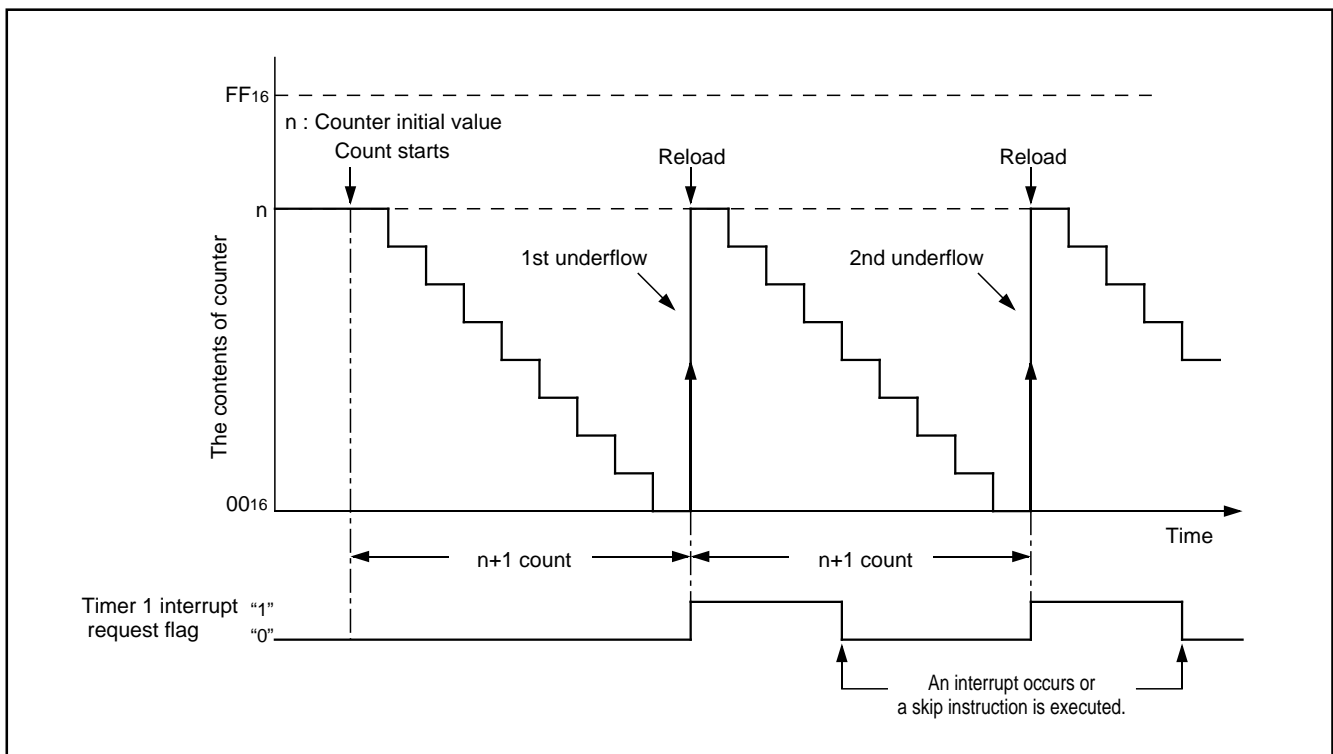 FF16
n : Counter initial value
Count starts
Reload
Reload
n
The contents of counter
1st underflow
2nd underflow
0016
Time
n+1 count
n+1 count
Timer 1 interrupt
request flag
“1”
“0”
An interrupt occurs or
a skip instruction is executed.